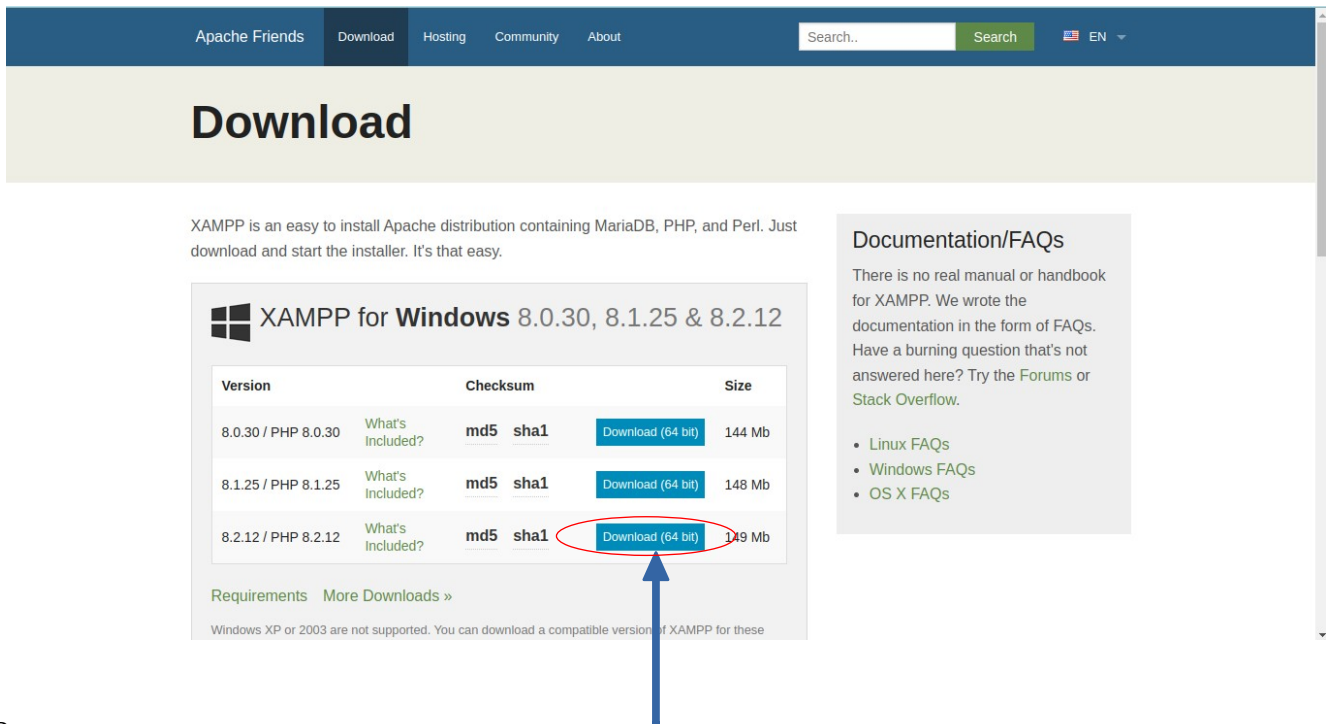 Apache Friends Download Hosting Community About Search.. Search EN
Download
XAMPP is an easy to install Apache distribution containing MariaDB, PHP, and Perl. Just
download and start the installer. It's that easy.
XAMPP for Windows 8.0.30, 8.1.25 & 8.2.12
Version Checksum Size
8.0.30 / PHP 8.0.30 What's Included? md5 sha1 Download (64 bit) 144 Mb
8.1.25 / PHP 8.1.25 What's Included? md5 sha1 Download (64 bit) 148 Mb
8.2.12 / PHP 8.2.12 What's Included? md5 sha1 Download (64 bit) 149 Mb
Requirements More Downloads »
Windows XP or 2003 are not supported. You can download a compatible version of XAMPP for these
Documentation/FAQs
There is no real manual or handbook
for XAMPP. We wrote the
documentation in the form of FAQs.
Have a burning question that's not
answered here? Try the Forums or
Stack Overflow.
• Linux FAQs
• Windows FAQs
• OS X FAQs